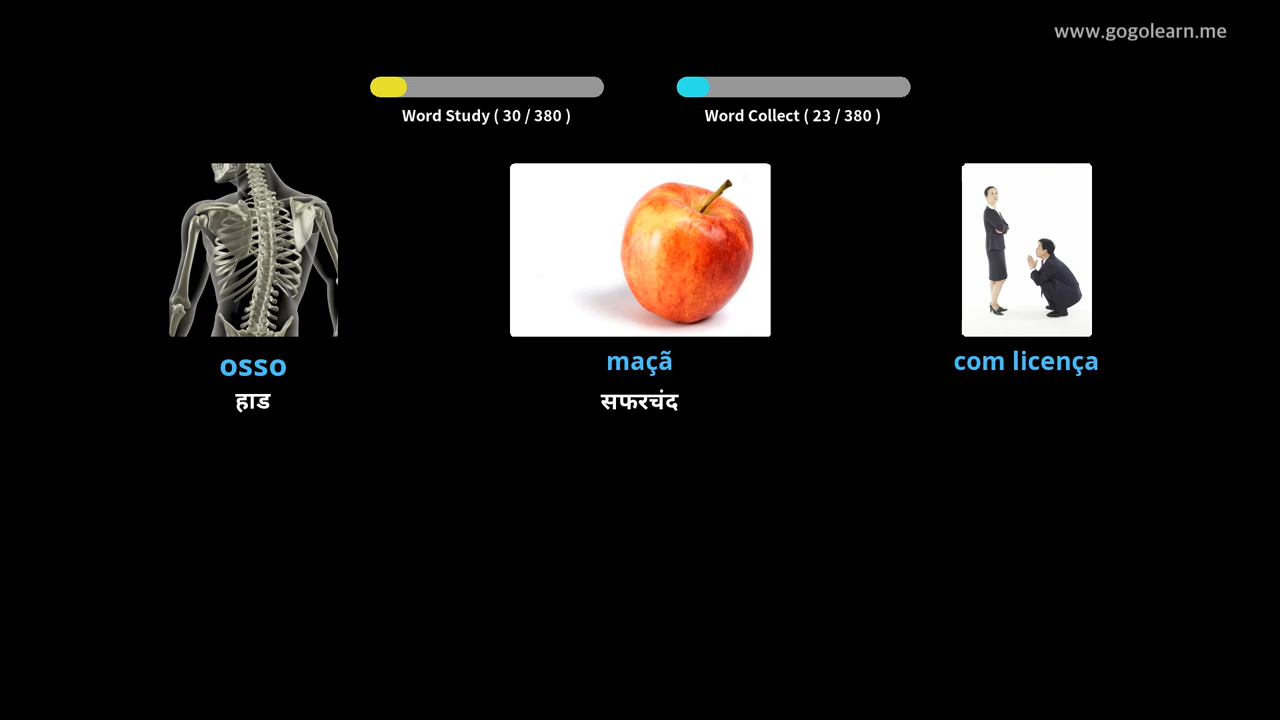 www.gogolearn.me
Word Study ( 30 / 380 )
Word Collect ( 23 / 380 )
osso
maçã
com licença
हाड
सफरचंद